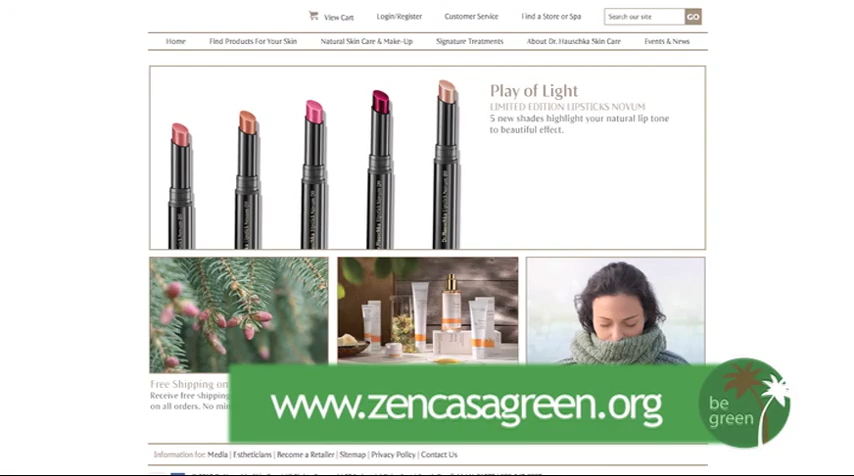 View Cart Login/Register Customer Service Find a Store or Spa Search our site GO
Home Find Products For Your Skin Natural Skin Care & Make-Up Signature Treatments About Dr. Hauschka Skin Care Events & News
Play of Light
LIMITED EDITION LIPSTICKS NOVUM
5 new shades highlight your natural lip tone
to beautiful effect.
Free Shipping on
Receive free shipping
on all orders. No
www.zencasagreen.org
be
green
Information for: Media | Estheticians | Become a Retailer | Sitemap | Privacy Policy | Contact Us